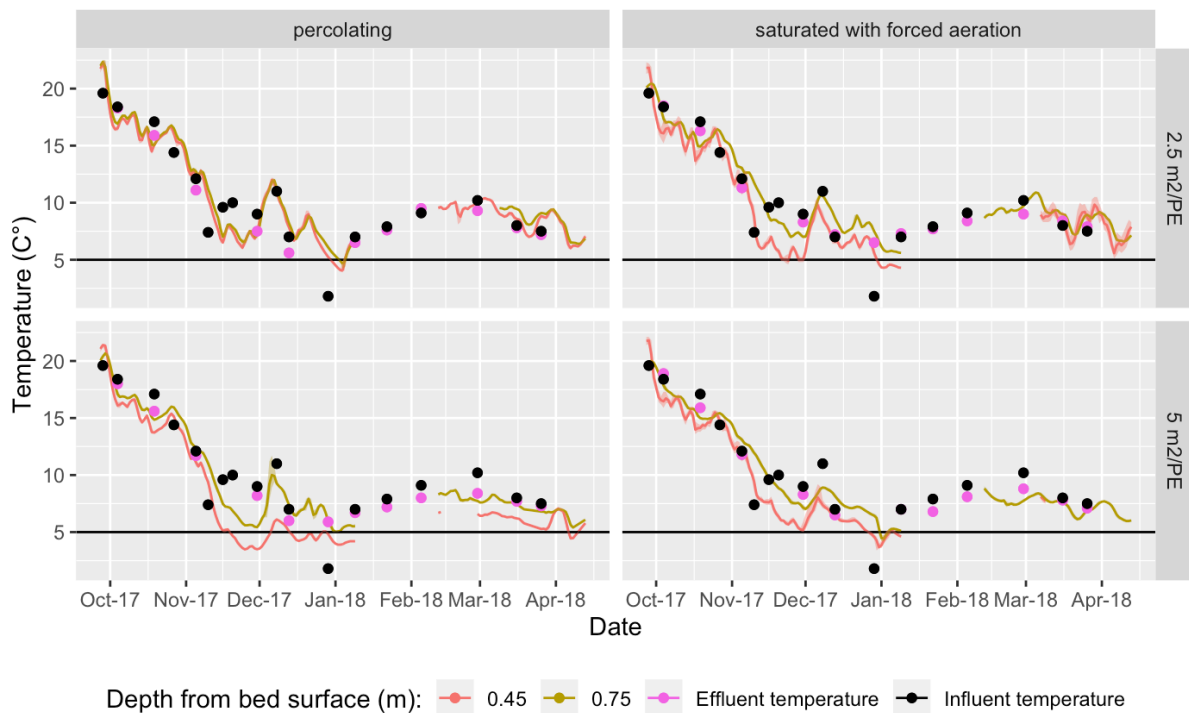 percolating
saturated with forced aeration
20
15
10
5
2.5 m2/PE
20
15
10
5
5 m2/PE
Temperature (C°)
Oct-17 Nov-17 Dec-17 Jan-18 Feb-18 Mar-18 Apr-18
Oct-17 Nov-17 Dec-17 Jan-18 Feb-18 Mar-18 Apr-18
Date
Depth from bed surface (m): 0.45 0.75 Effluent temperature Influent temperature